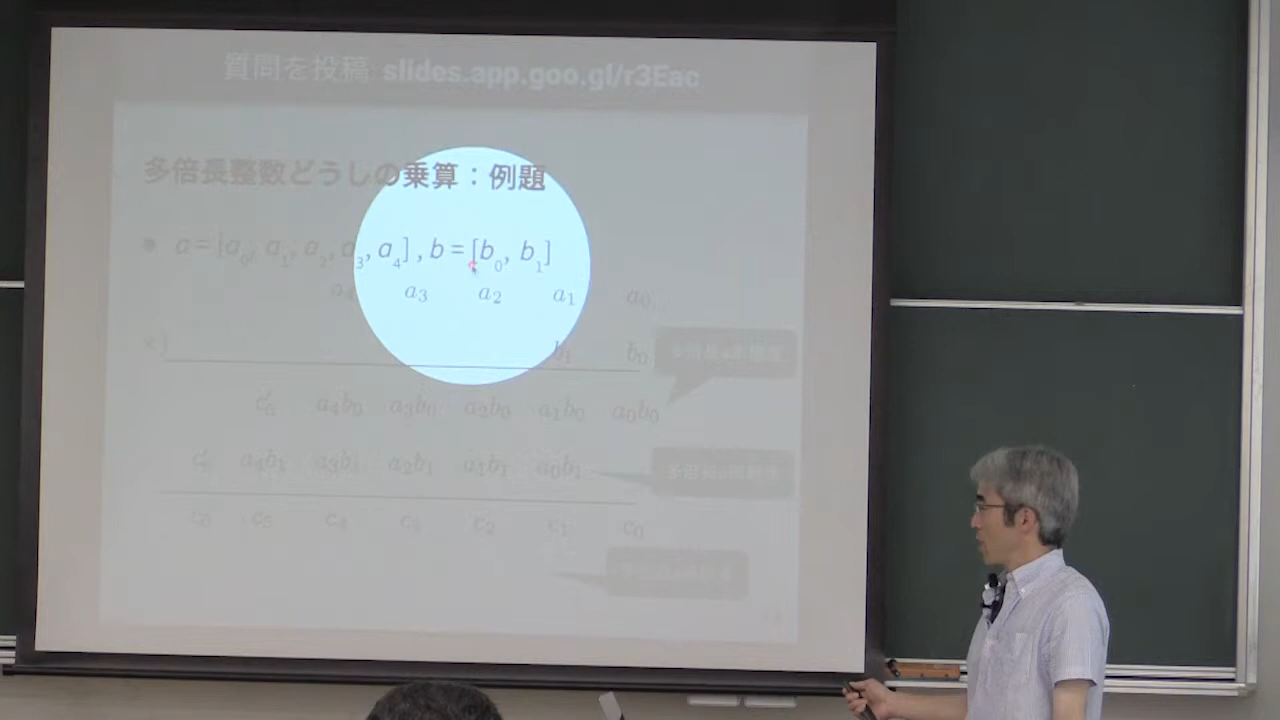 質問を投稿 slides.app.goo.gl/r3Eac
多倍長整数どうしの乗算：例題
a = [a0, a1, a2, a3, a4] , b = [b0, b1]
a4 a3 a2 a1 a0
× b1 b0
a4b0 a3b0 a2b0 a1b0 a0b0
a4b1 a3b1 a2b1 a1b1 a0b1
c6 c5 c4 c3 c2 c1 c0